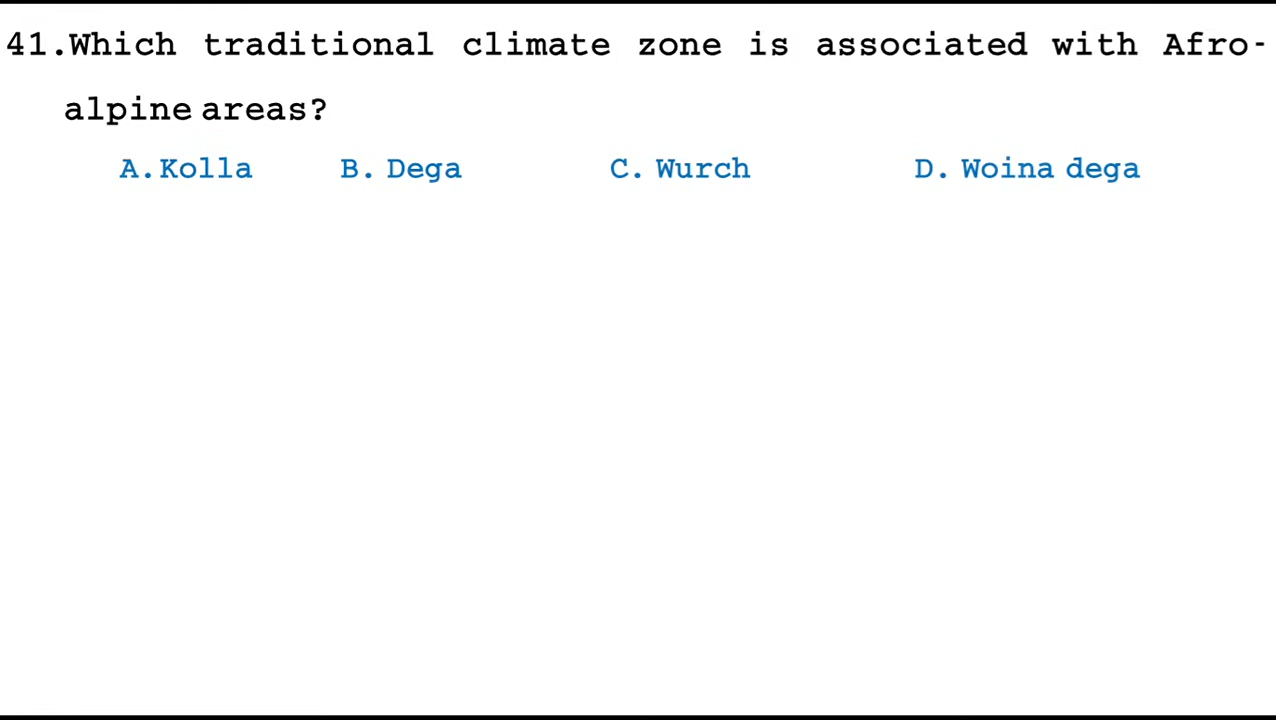 41.Which traditional climate zone is associated with Afro-
alpine areas?
A. Kolla B. Dega C. Wurch D. Woina dega